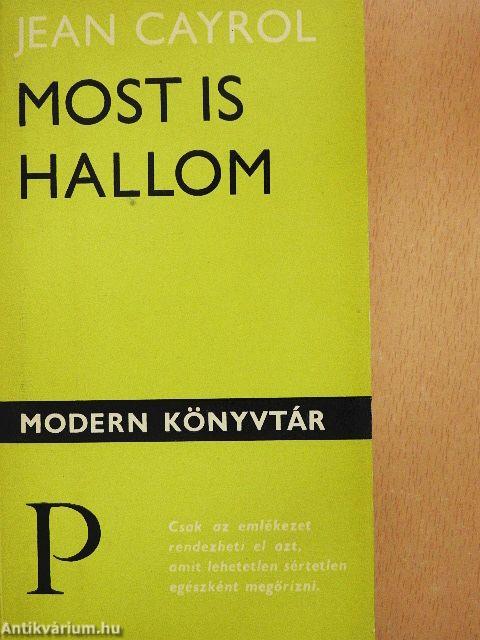 JEAN CAYROL
MOST IS
HALLOM
MODERN KÖNYVTÁR
P
Csak az emlékezet
rendezheti el azt,
amit lehetetlen sértetlen
egészként megőrizni.
Antikvárium.hu